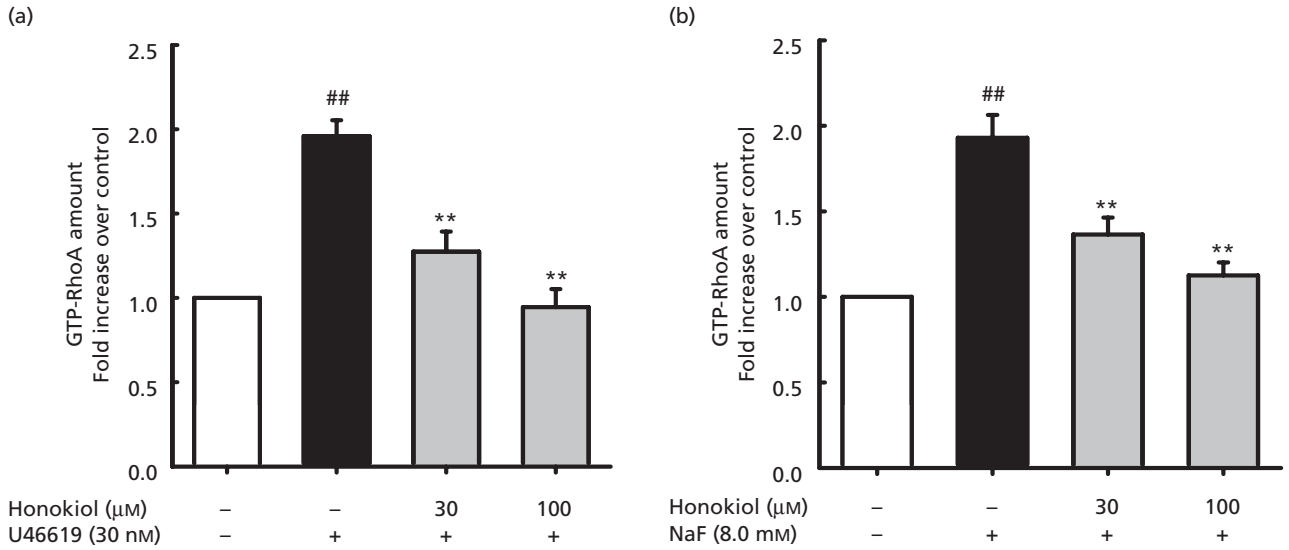 (a)
GTP-RhoA amount
Fold increase over control
2.5
2.0
1.5
1.0
0.5
0.0
##
**
**
Honokiol (μM) – – 30 100
U46619 (30 nM) – + + +
(b)
GTP-RhoA amount
Fold increase over control
2.5
2.0
1.5
1.0
0.5
0.0
##
**
**
Honokiol (μM) – – 30 100
NaF (8.0 mM) – + + +